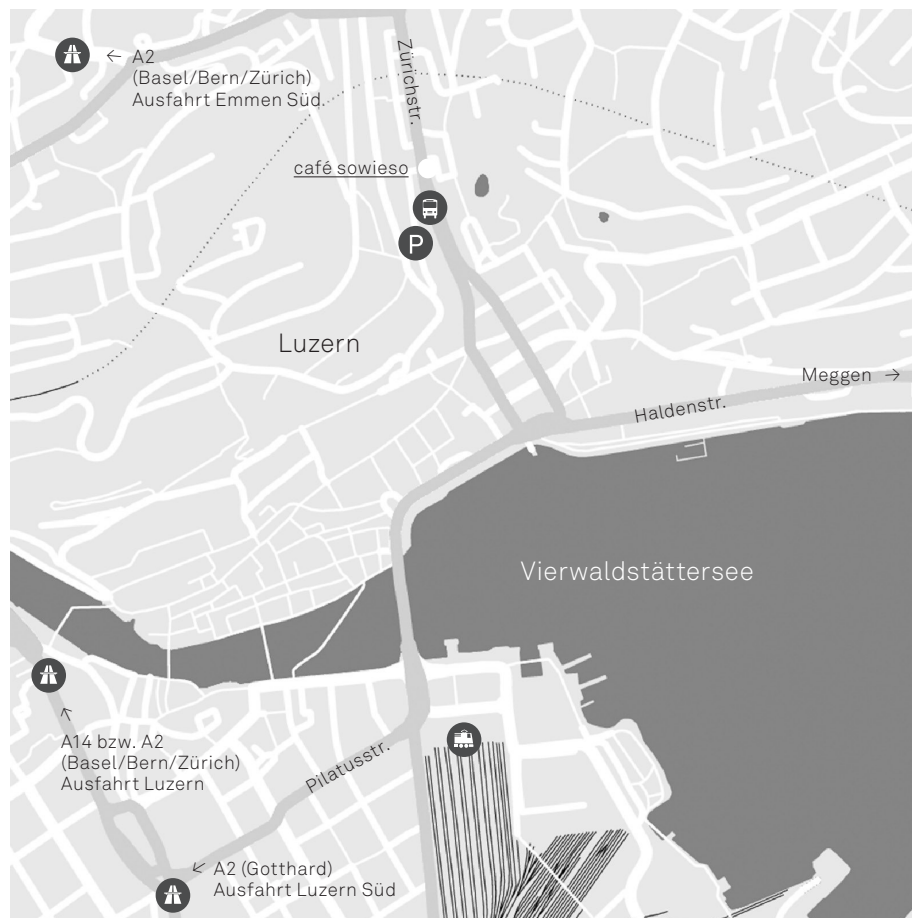 ← A2
(Basel/Bern/Zürich)
Ausfahrt Emmen Süd
Zürichstr.
café sowieso
P
Luzern
Meggen →
Haldenstr.
Vierwaldstättersee
↑
A14 bzw. A2
(Basel/Bern/Zürich)
Ausfahrt Luzern
Pilatusstr.
← A2 (Gotthard)
Ausfahrt Luzern Süd